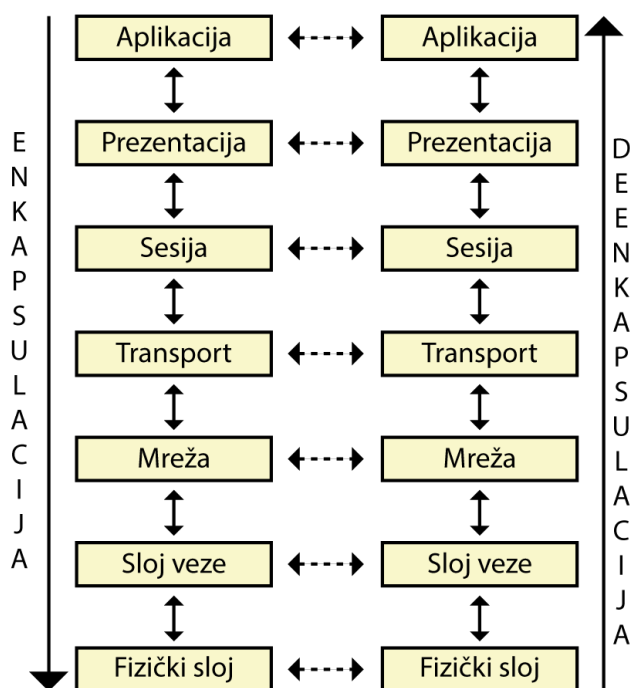 Aplikacija
Aplikacija
Prezentacija
Prezentacija
Sesija
Sesija
Transport
Transport
Mreža
Mreža
Sloj veze
Sloj veze
Fizički sloj
Fizički sloj
ENKAPSULACIJA
DEENKAPSULACIJA